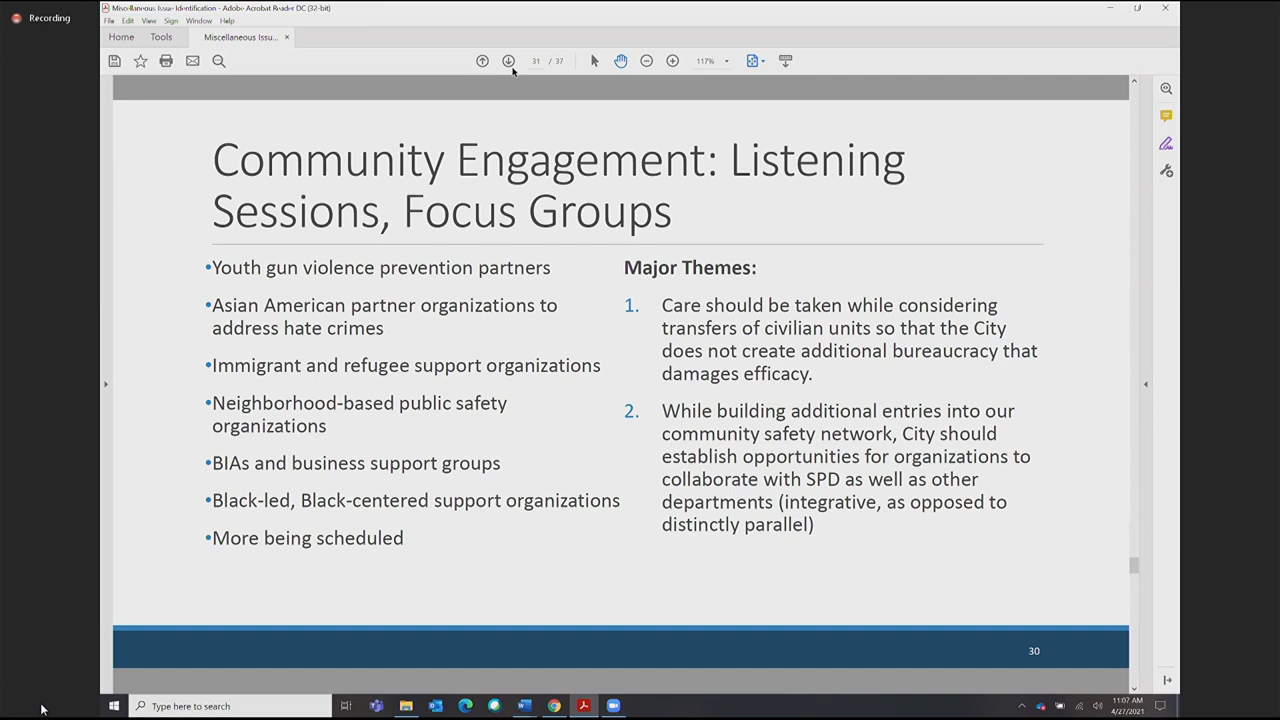 Recording
Miscellaneous Issue Identification - Adobe Acrobat Reader DC (32-bit)
File Edit View Sign Window Help
Home Tools Miscellaneous Issu... ×
31 / 37 117%
Community Engagement: Listening
Sessions, Focus Groups
•Youth gun violence prevention partners
•Asian American partner organizations to
address hate crimes
•Immigrant and refugee support organizations
•Neighborhood-based public safety
organizations
•BIAs and business support groups
•Black-led, Black-centered support organizations
•More being scheduled
Major Themes:
1. Care should be taken while considering
transfers of civilian units so that the City
does not create additional bureaucracy that
damages efficacy.
2. While building additional entries into our
community safety network, City should
establish opportunities for organizations to
collaborate with SPD as well as other
departments (integrative, as opposed to
distinctly parallel)
30
Type here to search
11:07 AM
4/27/2021